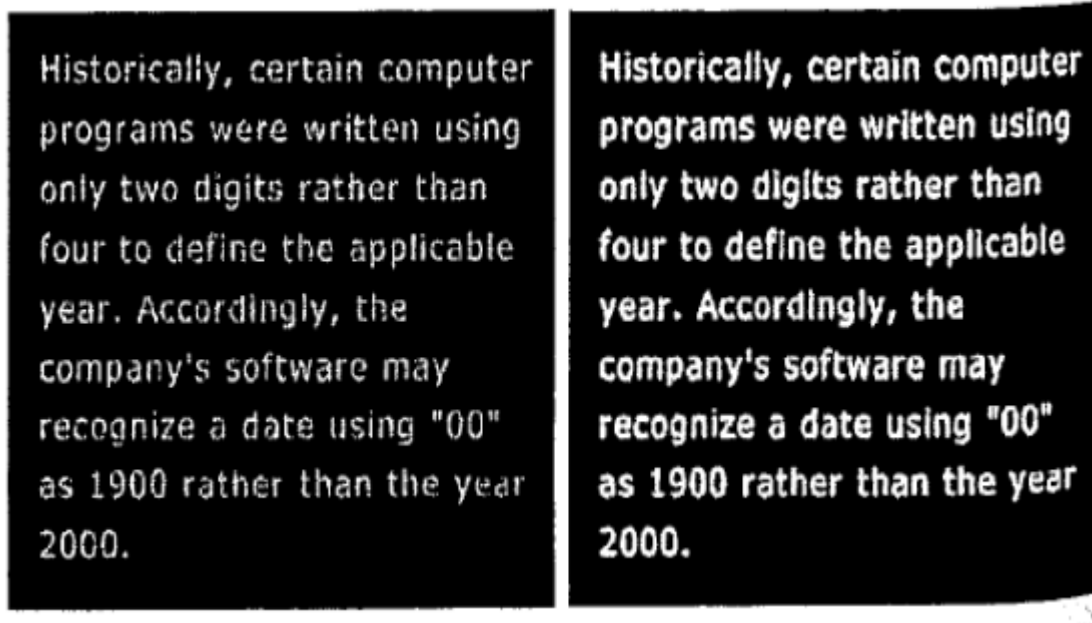 Historically, certain computer
programs were written using
only two digits rather than
four to define the applicable
year. Accordingly, the
company's software may
recognize a date using "00"
as 1900 rather than the year
2000.
Historically, certain computer
programs were written using
only two digits rather than
four to define the applicable
year. Accordingly, the
company's software may
recognize a date using "00"
as 1900 rather than the year
2000.